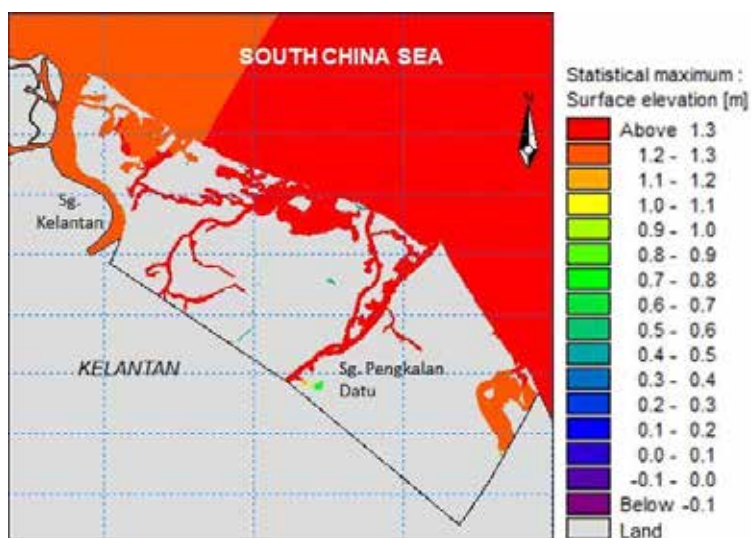 SOUTH CHINA SEA
N
Sg.
Kelantan
KELANTAN
Sg. Pengkalan
Datu
Statistical maximum :
Surface elevation [m]
Above 1.3
1.2 - 1.3
1.1 - 1.2
1.0 - 1.1
0.9 - 1.0
0.8 - 0.9
0.7 - 0.8
0.6 - 0.7
0.5 - 0.6
0.4 - 0.5
0.3 - 0.4
0.2 - 0.3
0.1 - 0.2
0.0 - 0.1
-0.1 - 0.0
Below -0.1
Land